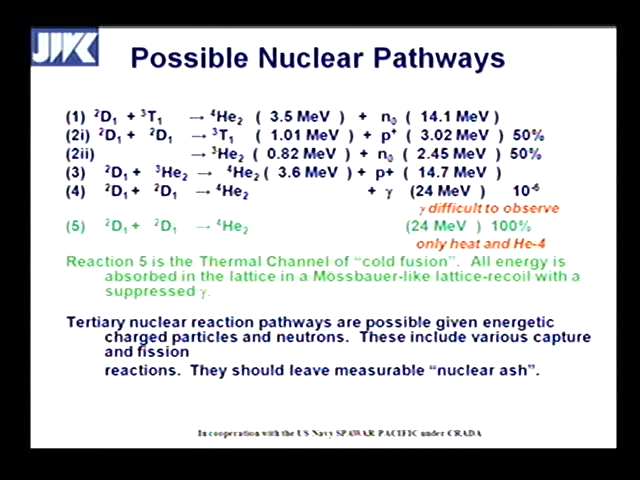 JWK
Possible Nuclear Pathways
(1) ²D₁ + ³T₁ → ⁴He₂ ( 3.5 MeV ) + n₀ ( 14.1 MeV )
(2i) ²D₁ + ²D₁ → ³T₁ ( 1.01 MeV ) + p⁺ ( 3.02 MeV ) 50%
(2ii) → ³He₂ ( 0.82 MeV ) + n₀ ( 2.45 MeV ) 50%
(3) ²D₁ + ³He₂ → ⁴He₂ ( 3.6 MeV ) + p+ ( 14.7 MeV )
(4) ²D₁ + ²D₁ → ⁴He₂ + γ (24 MeV ) 10⁻⁶
γ difficult to observe
(5) ²D₁ + ²D₁ → ⁴He₂ (24 MeV ) 100%
only heat and He-4
Reaction 5 is the Thermal Channel of “cold fusion”. All energy is
absorbed in the lattice in a Mössbauer-like lattice-recoil with a
suppressed γ.
Tertiary nuclear reaction pathways are possible given energetic
charged particles and neutrons. These include various capture
and fission
reactions. They should leave measurable “nuclear ash”.
In cooperation with the US Navy SPAWAR PACIFIC under CRADA